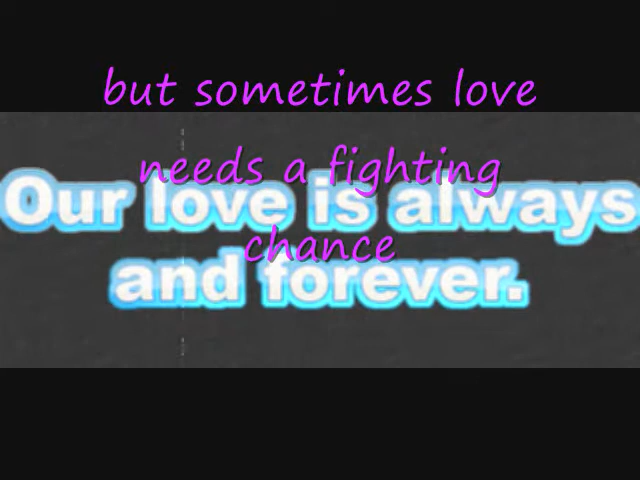 but sometimes love
needs a fighting
Our love is always
chance
and forever.